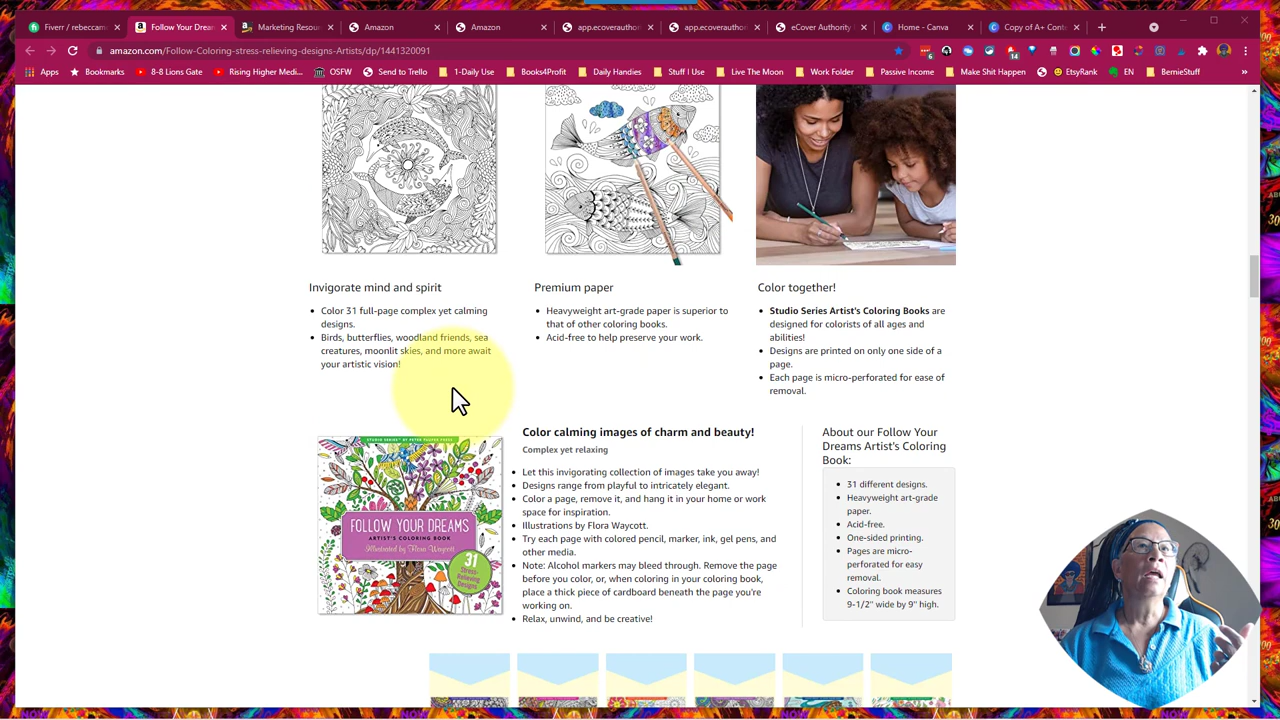 Fiverr / rebeccam
Follow Your Dream
Marketing Resour
Amazon
Amazon
app.ecoverauthori
app.ecoverauthori
eCover Authority
Home - Canva
Copy of A+ Conte
amazon.com/Follow-Coloring-stress-relieving-designs-Artists/dp/1441320091
Apps
Bookmarks
8-8 Lions Gate
Rising Higher Medi...
OSFW
Send to Trello
1-Daily Use
Books4Profit
Daily Handies
Stuff I Use
Live The Moon
Work Folder
Passive Income
Make Shit Happen
EtsyRank
EN
BernieStuff
Invigorate mind and spirit
Color 31 full-page complex yet calming
designs.
Birds, butterflies, woodland friends, sea
creatures, moonlit skies, and more await
your artistic vision!
Premium paper
Heavyweight art-grade paper is superior to
that of other coloring books.
Acid-free to help preserve your work.
Color together!
Studio Series Artist's Coloring Books are
designed for colorists of all ages and
abilities!
Designs are printed on only one side of a
page.
Each page is micro-perforated for ease of
removal.
STUDIO SERIES BY PETER PAUPER PRESS
FOLLOW YOUR DREAMS
ARTIST'S COLORING BOOK
Illustrated by Flora Waycott
31
Stress-
Relieving
Designs
Color calming images of charm and beauty!
Complex yet relaxing
Let this invigorating collection of images take you away!
Designs range from playful to intricately elegant.
Color a page, remove it, and hang it in your home or work
space for inspiration.
Illustrations by Flora Waycott.
Try each page with colored pencil, marker, ink, gel pens, and
other media.
Note: Alcohol markers may bleed through. Remove the page
before you color, or, when coloring in your coloring book,
place a thick piece of cardboard beneath the page you're
working on.
Relax, unwind, and be creative!
About our Follow Your
Dreams Artist's Coloring
Book:
31 different designs.
Heavyweight art-grade
paper.
Acid-free.
One-sided printing.
Pages are micro-
perforated for easy
removal.
Coloring book measures
9-1/2" wide by 9" high.